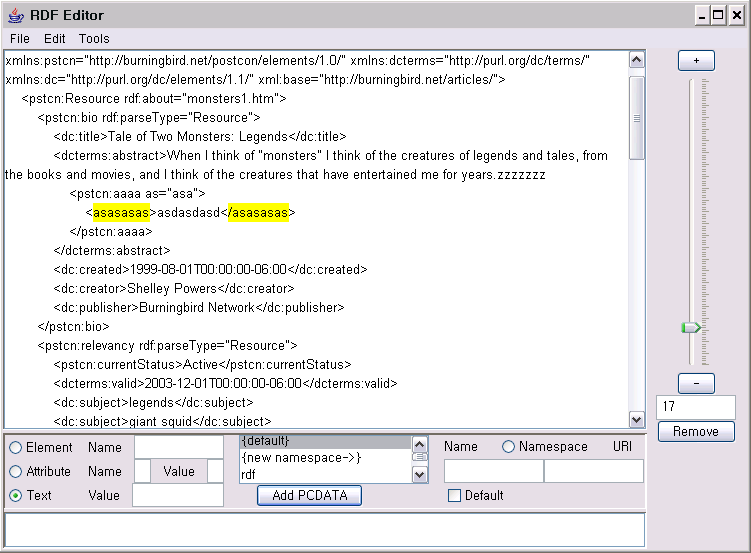 RDF Editor
File Edit Tools
xmlns:pstcn="http://burningbird.net/postcon/elements/1.0/" xmlns:dcterms="http://purl.org/dc/terms/"
xmlns:dc="http://purl.org/dc/elements/1.1/" xml:base="http://burningbird.net/articles/">
<pstcn:Resource rdf:about="monsters1.htm">
<pstcn:bio rdf:parseType="Resource">
<dc:title>Tale of Two Monsters: Legends</dc:title>
<dcterms:abstract>When I think of "monsters" I think of the creatures of legends and tales, from
the books and movies, and I think of the creatures that have entertained me for years.zzzzzzz
<pstcn:aaaa as="asa">
<asasasas>asdasdasd</asasasas>
</pstcn:aaaa>
</dcterms:abstract>
<dc:created>1999-08-01T00:00:00-06:00</dc:created>
<dc:creator>Shelley Powers</dc:creator>
<dc:publisher>Burningbird Network</dc:publisher>
</pstcn:bio>
<pstcn:relevancy rdf:parseType="Resource">
<pstcn:currentStatus>Active</pstcn:currentStatus>
<dcterms:valid>2003-12-01T00:00:00-06:00</dcterms:valid>
<dc:subject>legends</dc:subject>
<dc:subject>giant squid</dc:subject>
+
−
17
Remove
Element Name
Attribute Name Value
Text Value
{default}
{new namespace->}
rdf
Add PCDATA
Name Namespace URI
Default